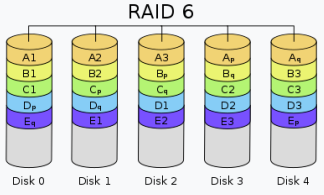 RAID 6
A1 A2 A3 Ap Aq
B1 B2 Bp Bq B3
C1 Cp Cq C2 C3
Dp Dq D1 D2 D3
Eq E1 E2 E3 Ep
Disk 0 Disk 1 Disk 2 Disk 3 Disk 4